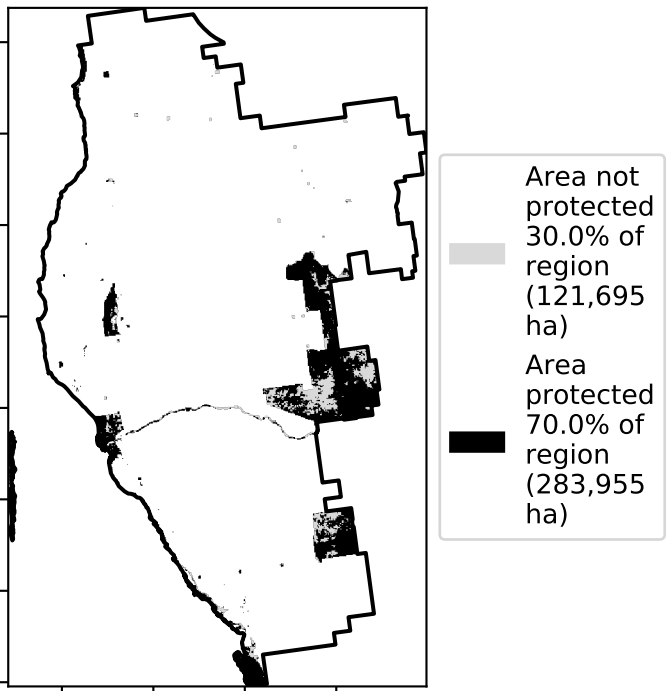 Area not
protected
30.0% of
region
(121,695
ha)
Area
protected
70.0% of
region
(283,955
ha)